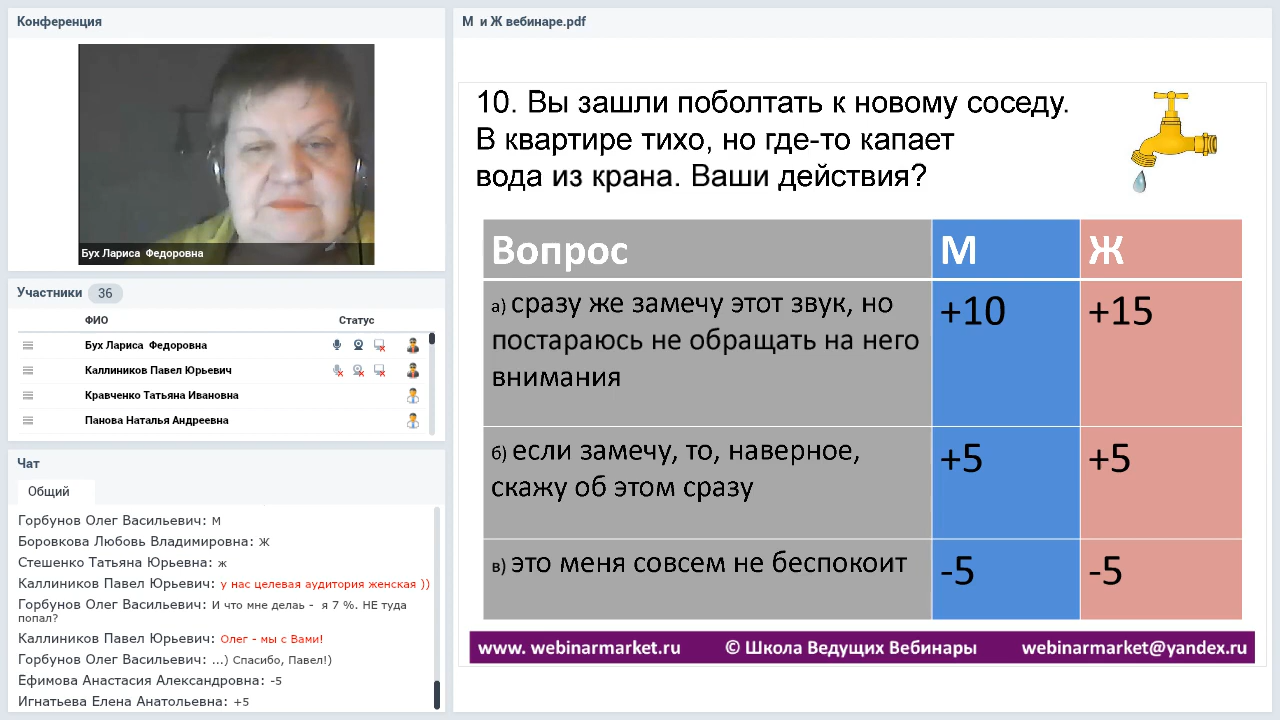 Конференция
Бух Лариса  Федоровна
Участники 36
ФИО Статус
Бух Лариса  Федоровна
Каллиников Павел Юрьевич
Кравченко Татьяна Ивановна
Панова Наталья Андреевна
Чат
Общий
Горбунов Олег Васильевич: М
Боровкова Любовь Владимировна: Ж
Стешенко Татьяна Юрьевна: ж
Каллиников Павел Юрьевич: у нас целевая аудитория женская ))
Горбунов Олег Васильевич: И что мне делаь -  я 7 %. НЕ туда
попал?
Каллиников Павел Юрьевич: Олег - мы с Вами!
Горбунов Олег Васильевич: ...) Спасибо, Павел!)
Ефимова Анастасия Александровна: -5
Игнатьева Елена Анатольевна: +5
М  и Ж вебинаре.pdf
10. Вы зашли поболтать к новому соседу.
В квартире тихо, но где-то капает
вода из крана. Ваши действия?
Вопрос М Ж
а) сразу же замечу этот звук, но +10 +15
постараюсь не обращать на него
внимания
б) если замечу, то, наверное, +5 +5
скажу об этом сразу
в) это меня совсем не беспокоит -5 -5
www. webinarmarket.ru © Школа Ведущих Вебинары webinarmarket@yandex.ru